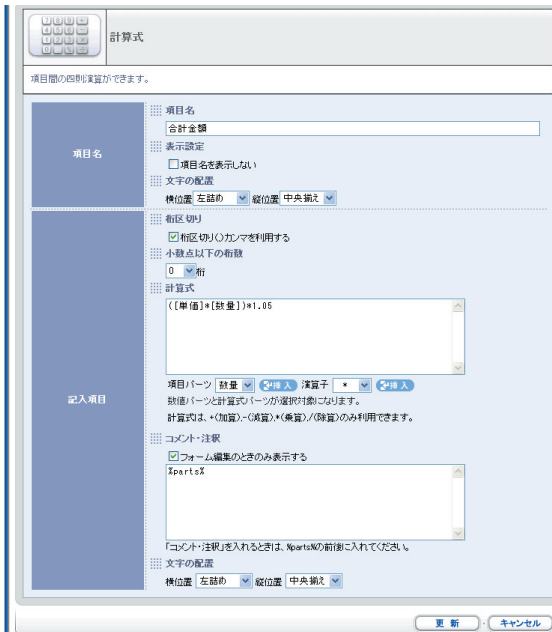 計算式
項目間の四則演算ができます。
項目名
項目名
合計金額
表示設定
項目名を表示しない
文字の配置
横位置 左詰め 縦位置 中央揃え
記入項目
桁区切り
桁区切り(,)カンマを利用する
小数点以下の桁数
0 桁
計算式
([単価]*[数量])*1.05
項目パーツ 数量 挿入 演算子 * 挿入
数値パーツと計算式パーツが選択対象になります。
計算式は、+(加算),-(減算),*(乗算),/(除算)のみ利用できます。
コメント・注釈
フォーム編集のときのみ表示する
%parts%
「コメント・注釈」を入れるときは、%parts%の前後に入れてください。
文字の配置
横位置 左詰め 縦位置 中央揃え
更新 ・ キャンセル